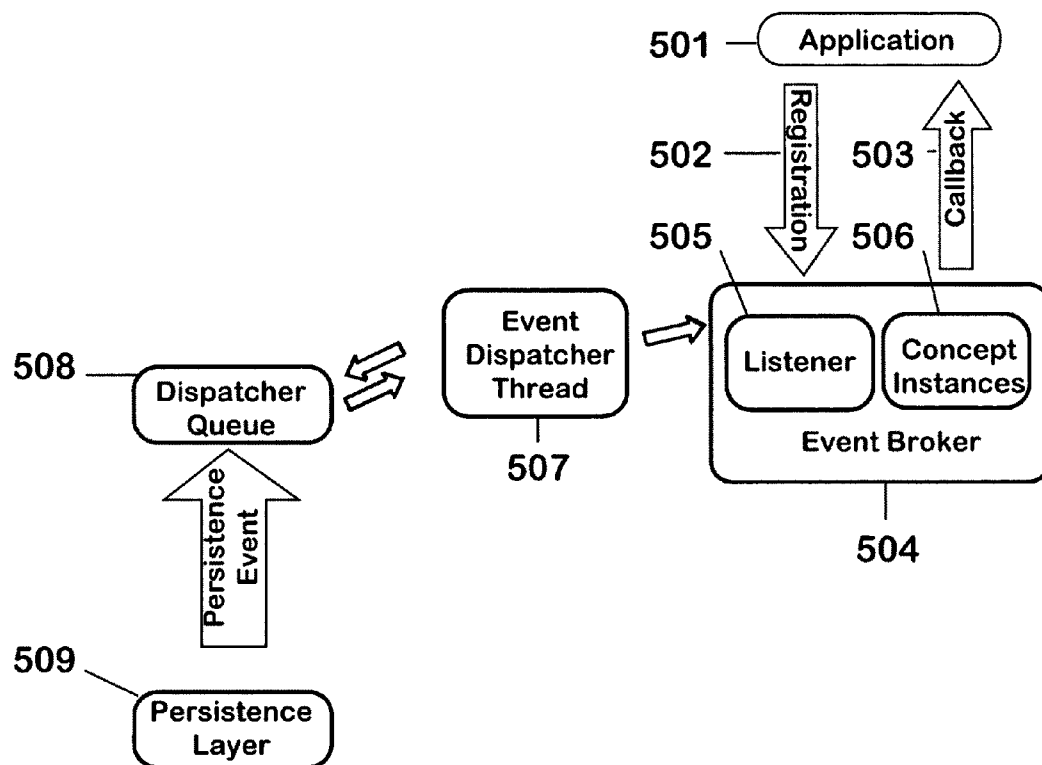 501
Application
502
Registration
503
Callback
505
506
Event
Dispatcher
Thread
Listener
Concept
Instances
508
Dispatcher
Queue
Event Broker
507
504
Persistence
Event
509
Persistence
Layer